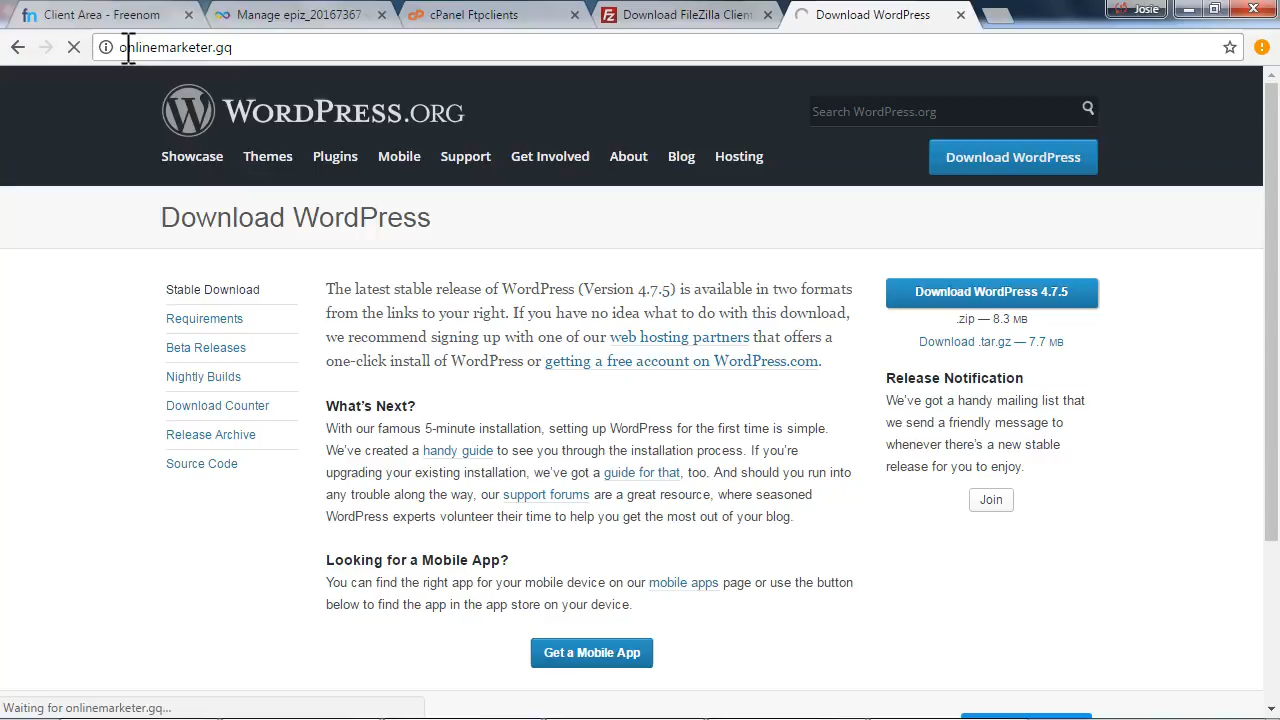 Client Area - Freenom
Manage epiz_20167367
cPanel Ftpclients
Download FileZilla Client
Download WordPress
Josie
onlinemarketer.gq
WORDPRESS.ORG
Search WordPress.org
Showcase Themes Plugins Mobile Support Get Involved About Blog Hosting
Download WordPress
Download WordPress
Stable Download
Requirements
Beta Releases
Nightly Builds
Download Counter
Release Archive
Source Code
The latest stable release of WordPress (Version 4.7.5) is available in two formats
from the links to your right. If you have no idea what to do with this download,
we recommend signing up with one of our web hosting partners that offers a
one-click install of WordPress or getting a free account on WordPress.com.
What's Next?
With our famous 5-minute installation, setting up WordPress for the first time is simple.
We've created a handy guide to see you through the installation process. If you're
upgrading your existing installation, we've got a guide for that, too. And should you run into
any trouble along the way, our support forums are a great resource, where seasoned
WordPress experts volunteer their time to help you get the most out of your blog.
Looking for a Mobile App?
You can find the right app for your mobile device on our mobile apps page or use the button
below to find the app in the app store on your device.
Get a Mobile App
Download WordPress 4.7.5
.zip — 8.3 MB
Download .tar.gz — 7.7 MB
Release Notification
We've got a handy mailing list that
we send a friendly message to
whenever there's a new stable
release for you to enjoy.
Join
Waiting for onlinemarketer.gq...